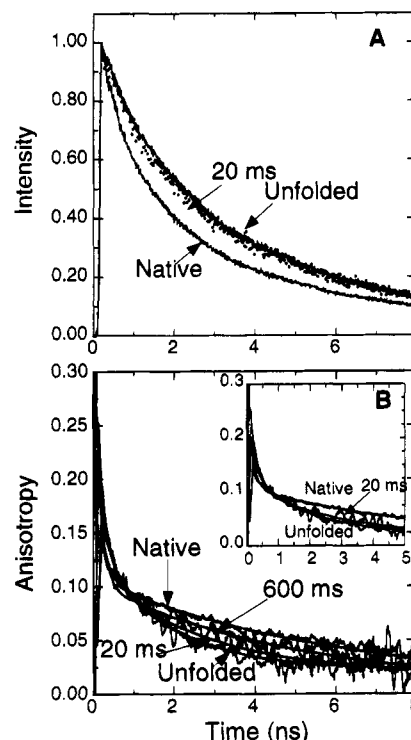 A
1.00
0.80
0.60
0.40
0.20
0.00
Intensity
20 ms
Unfolded
Native
0 2 4 6
B
0.30
0.25
0.20
0.15
0.10
0.05
0.00
Anisotropy
Native
600 ms
20 ms
Unfolded
0.3
0.2
0.1
0.0
Native
20 ms
Unfolded
0 1 2 3 4 5
0 2 4 6 8
Time (ns)